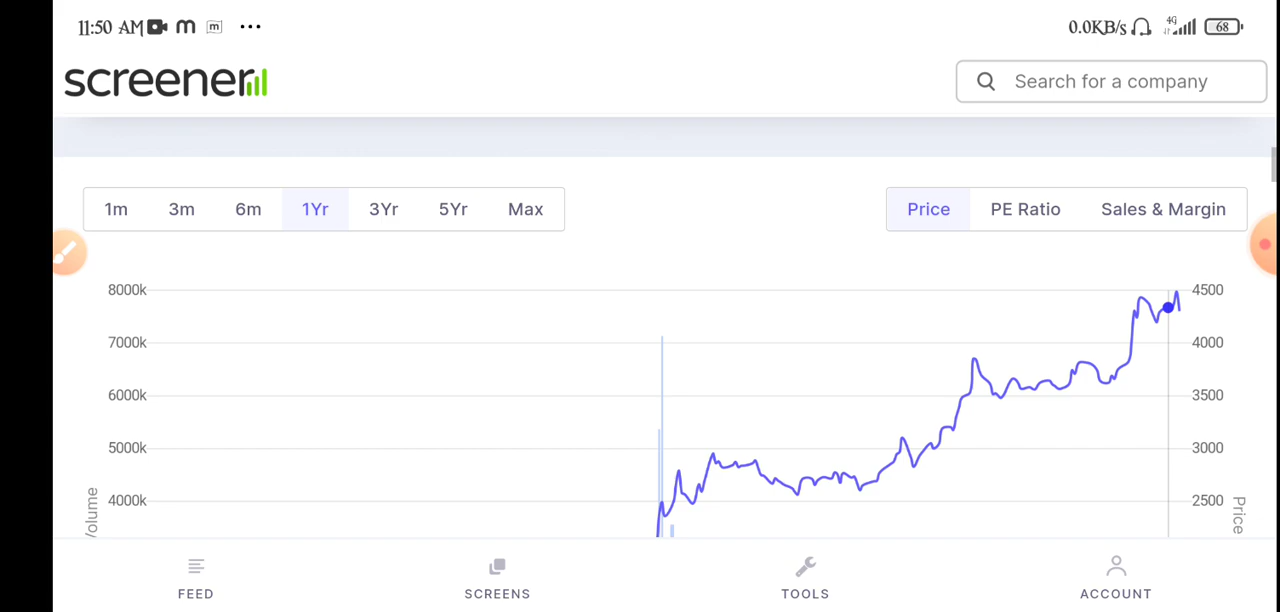 11:50 AM m m ...
0.0KB/s 4G 68
screener
Search for a company
1m 3m 6m 1Yr 3Yr 5Yr Max
Price PE Ratio Sales & Margin
8000k 4500
7000k 4000
6000k 3500
5000k 3000
4000k 2500
Price
FEED SCREENS TOOLS ACCOUNT